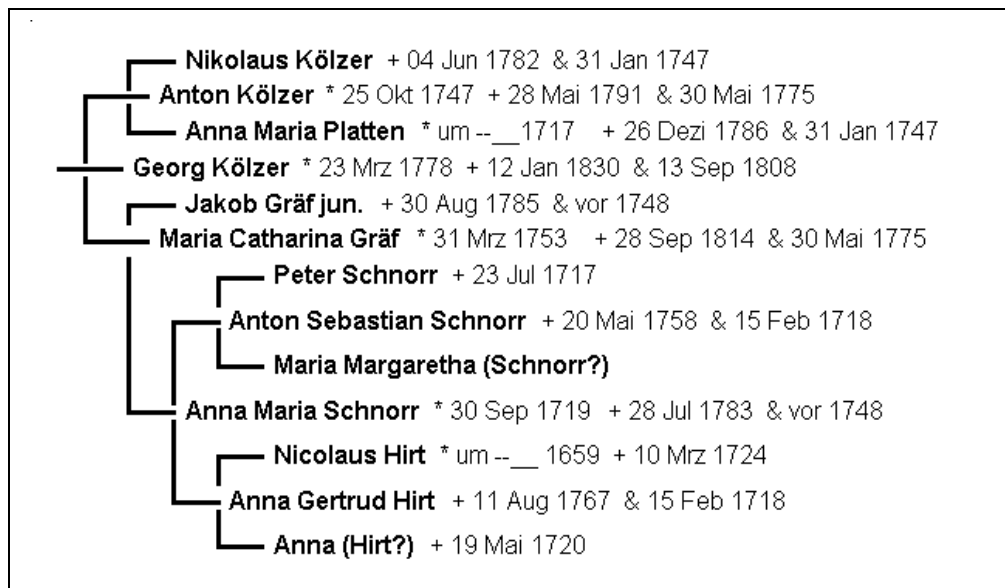 Nikolaus Kölzer + 04 Jun 1782 & 31 Jan 1747
Anton Kölzer * 25 Okt 1747 + 28 Mai 1791 & 30 Mai 1775
Anna Maria Platten * um --__1717 + 26 Dezi 1786 & 31 Jan 1747
Georg Kölzer * 23 Mrz 1778 + 12 Jan 1830 & 13 Sep 1808
Jakob Gräf jun. + 30 Aug 1785 & vor 1748
Maria Catharina Gräf * 31 Mrz 1753 + 28 Sep 1814 & 30 Mai 1775
Peter Schnorr + 23 Jul 1717
Anton Sebastian Schnorr + 20 Mai 1758 & 15 Feb 1718
Maria Margaretha (Schnorr?)
Anna Maria Schnorr * 30 Sep 1719 + 28 Jul 1783 & vor 1748
Nicolaus Hirt * um --__ 1659 + 10 Mrz 1724
Anna Gertrud Hirt + 11 Aug 1767 & 15 Feb 1718
Anna (Hirt?) + 19 Mai 1720